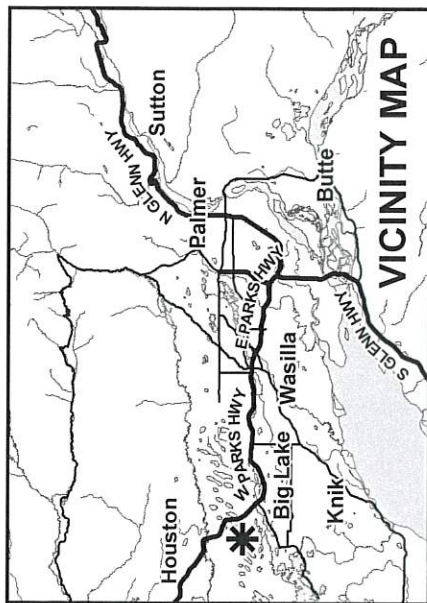 Sutton
N GLENN HWY
Palmer
Butte
VICINITY MAP
E PARKS HWY
S GLENN HWY
Wasilla
W PARKS HWY
Houston
Big Lake
Knik